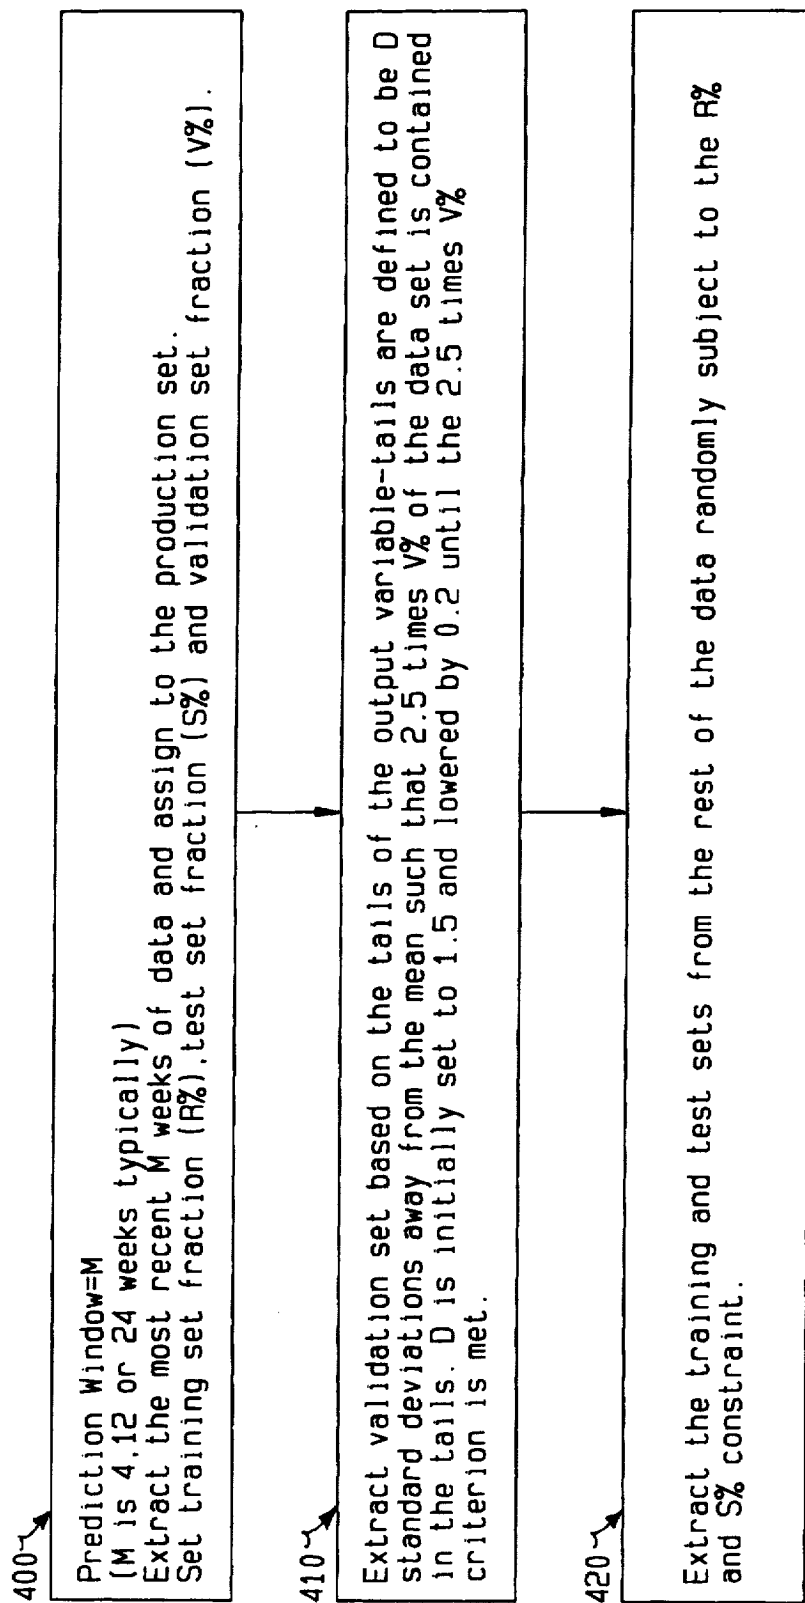 400
Prediction Window=M
(M is 4,12 or 24 weeks typically)
Extract the most recent M weeks of data and assign to the production set.
Set training set fraction (R%),test set fraction (S%) and validation set fraction (V%).
410
Extract validation set based on the tails of the output variable-tails are defined to be D
standard deviations away from the mean such that 2.5 times V% of the data set is contained
in the tails. D is initially set to 1.5 and lowered by 0.2 until the 2.5 times V%
criterion is met.
420
Extract the training and test sets from the rest of the data randomly subject to the R%
and S% constraint.